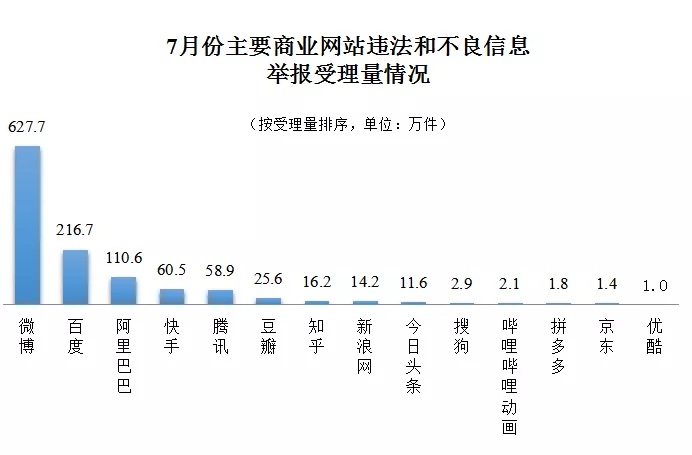 7月份主要商业网站违法和不良信息
举报受理量情况
（按受理量排序，单位：万件）
627.7
216.7
110.6
60.5
58.9
25.6
16.2
14.2
11.6
2.9
2.1
1.8
1.4
1.0
微博
百度
阿里巴巴
快手
腾讯
豆瓣
知乎
新浪网
今日头条
搜狗
哔哩哔哩动画
拼多多
京东
优酷